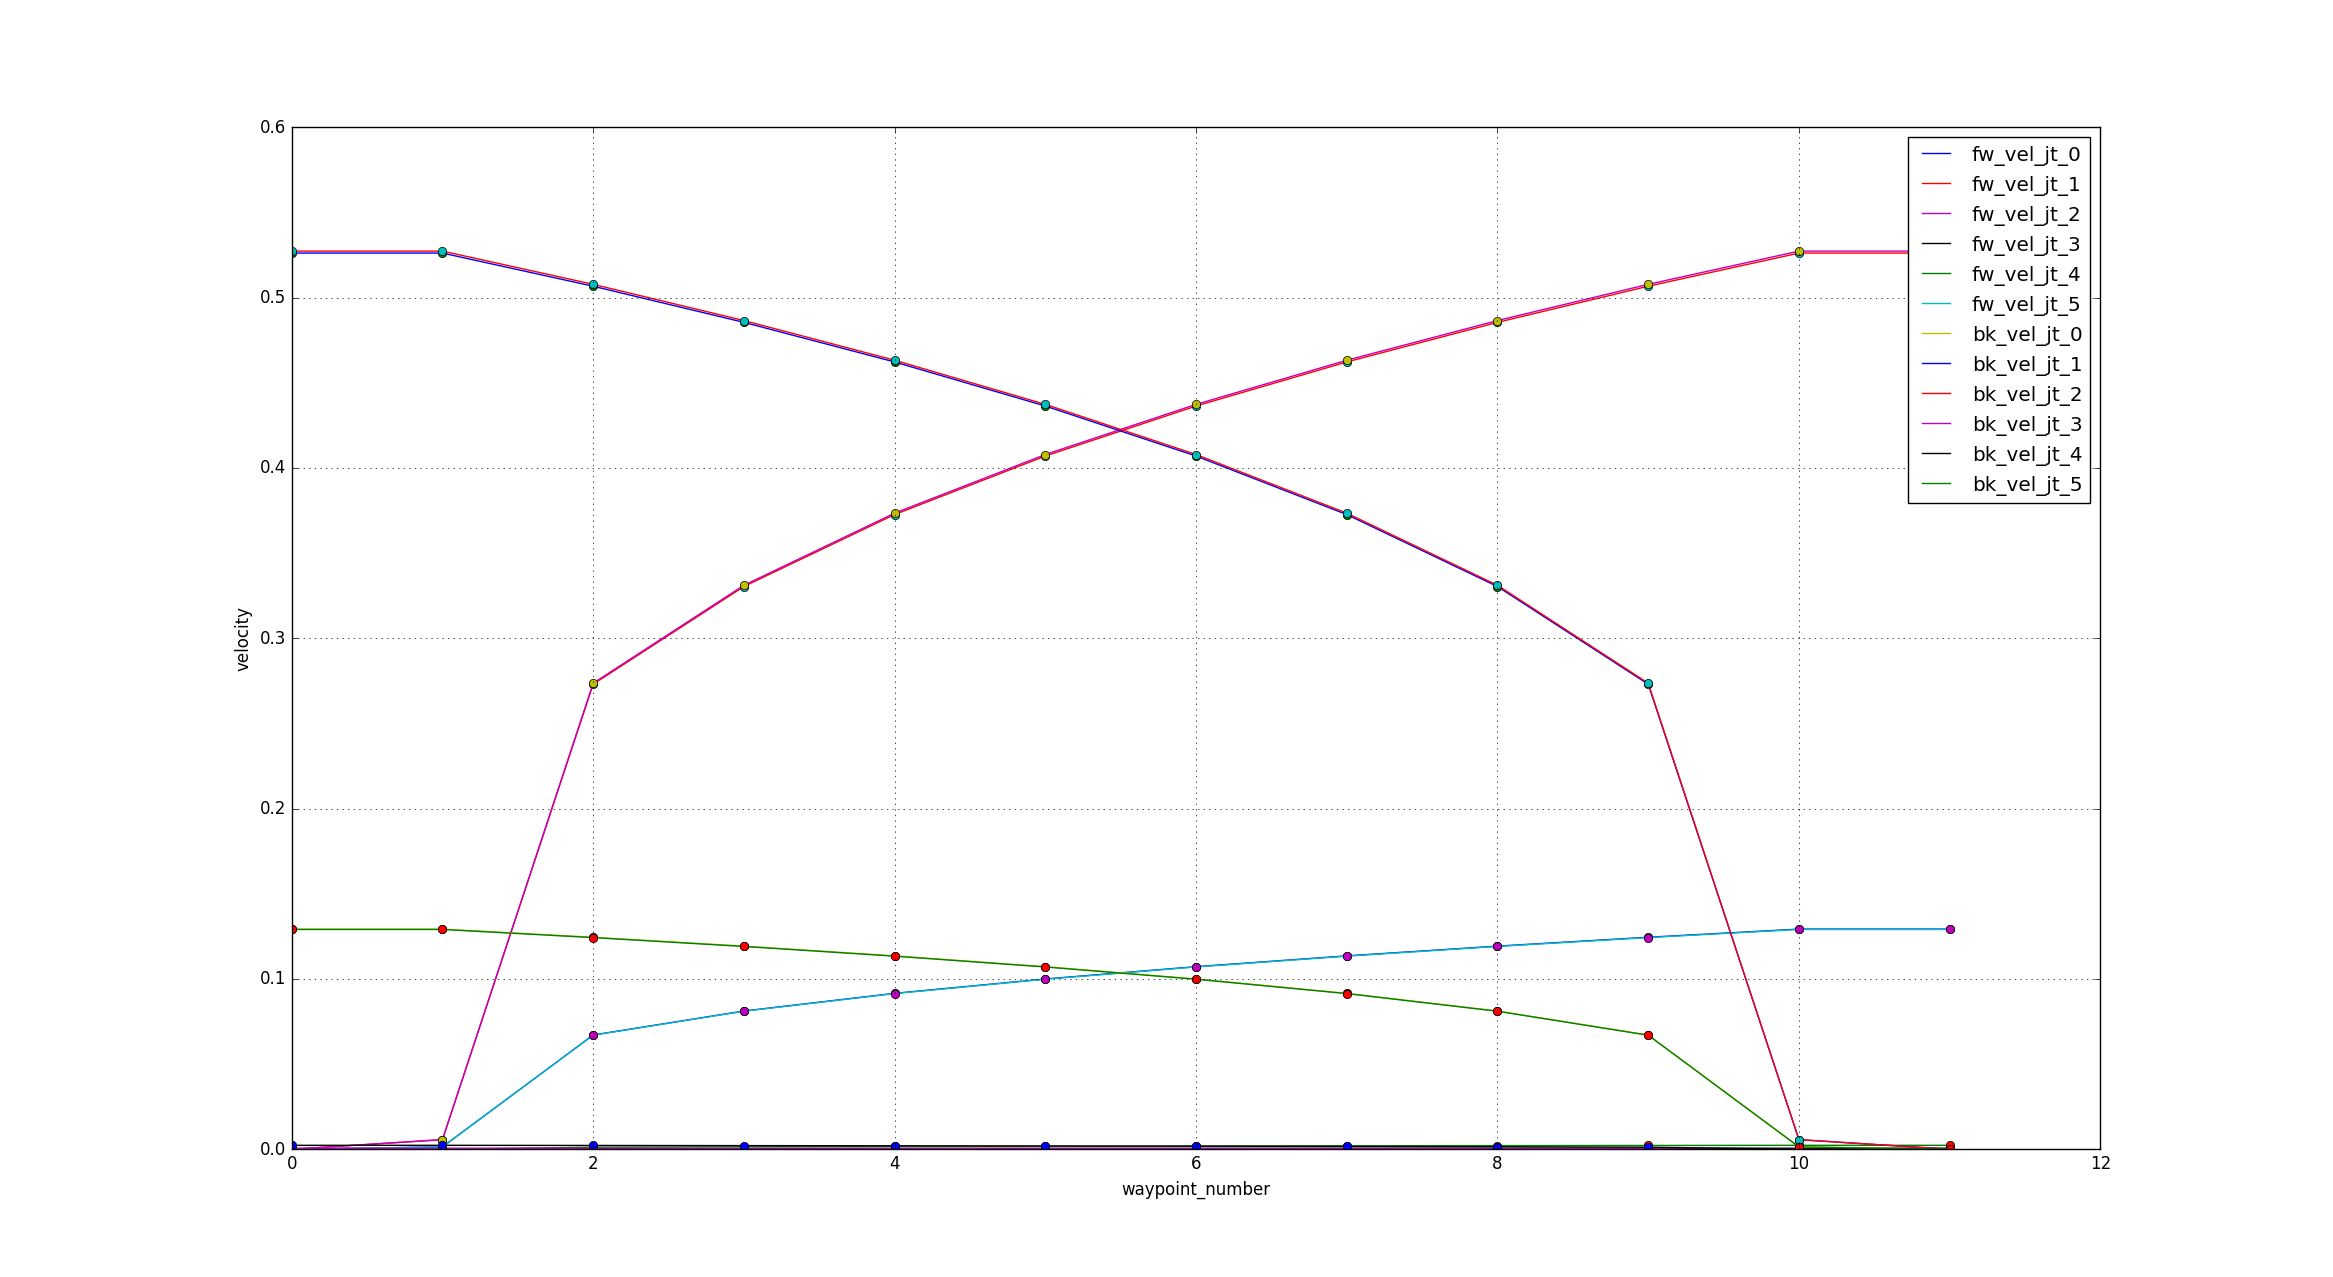 0.6
0.5
0.4
0.3
0.2
0.1
0.0
velocity
0 2 4 6 8 10 12
waypoint_number
fw_vel_jt_0
fw_vel_jt_1
fw_vel_jt_2
fw_vel_jt_3
fw_vel_jt_4
fw_vel_jt_5
bk_vel_jt_0
bk_vel_jt_1
bk_vel_jt_2
bk_vel_jt_3
bk_vel_jt_4
bk_vel_jt_5